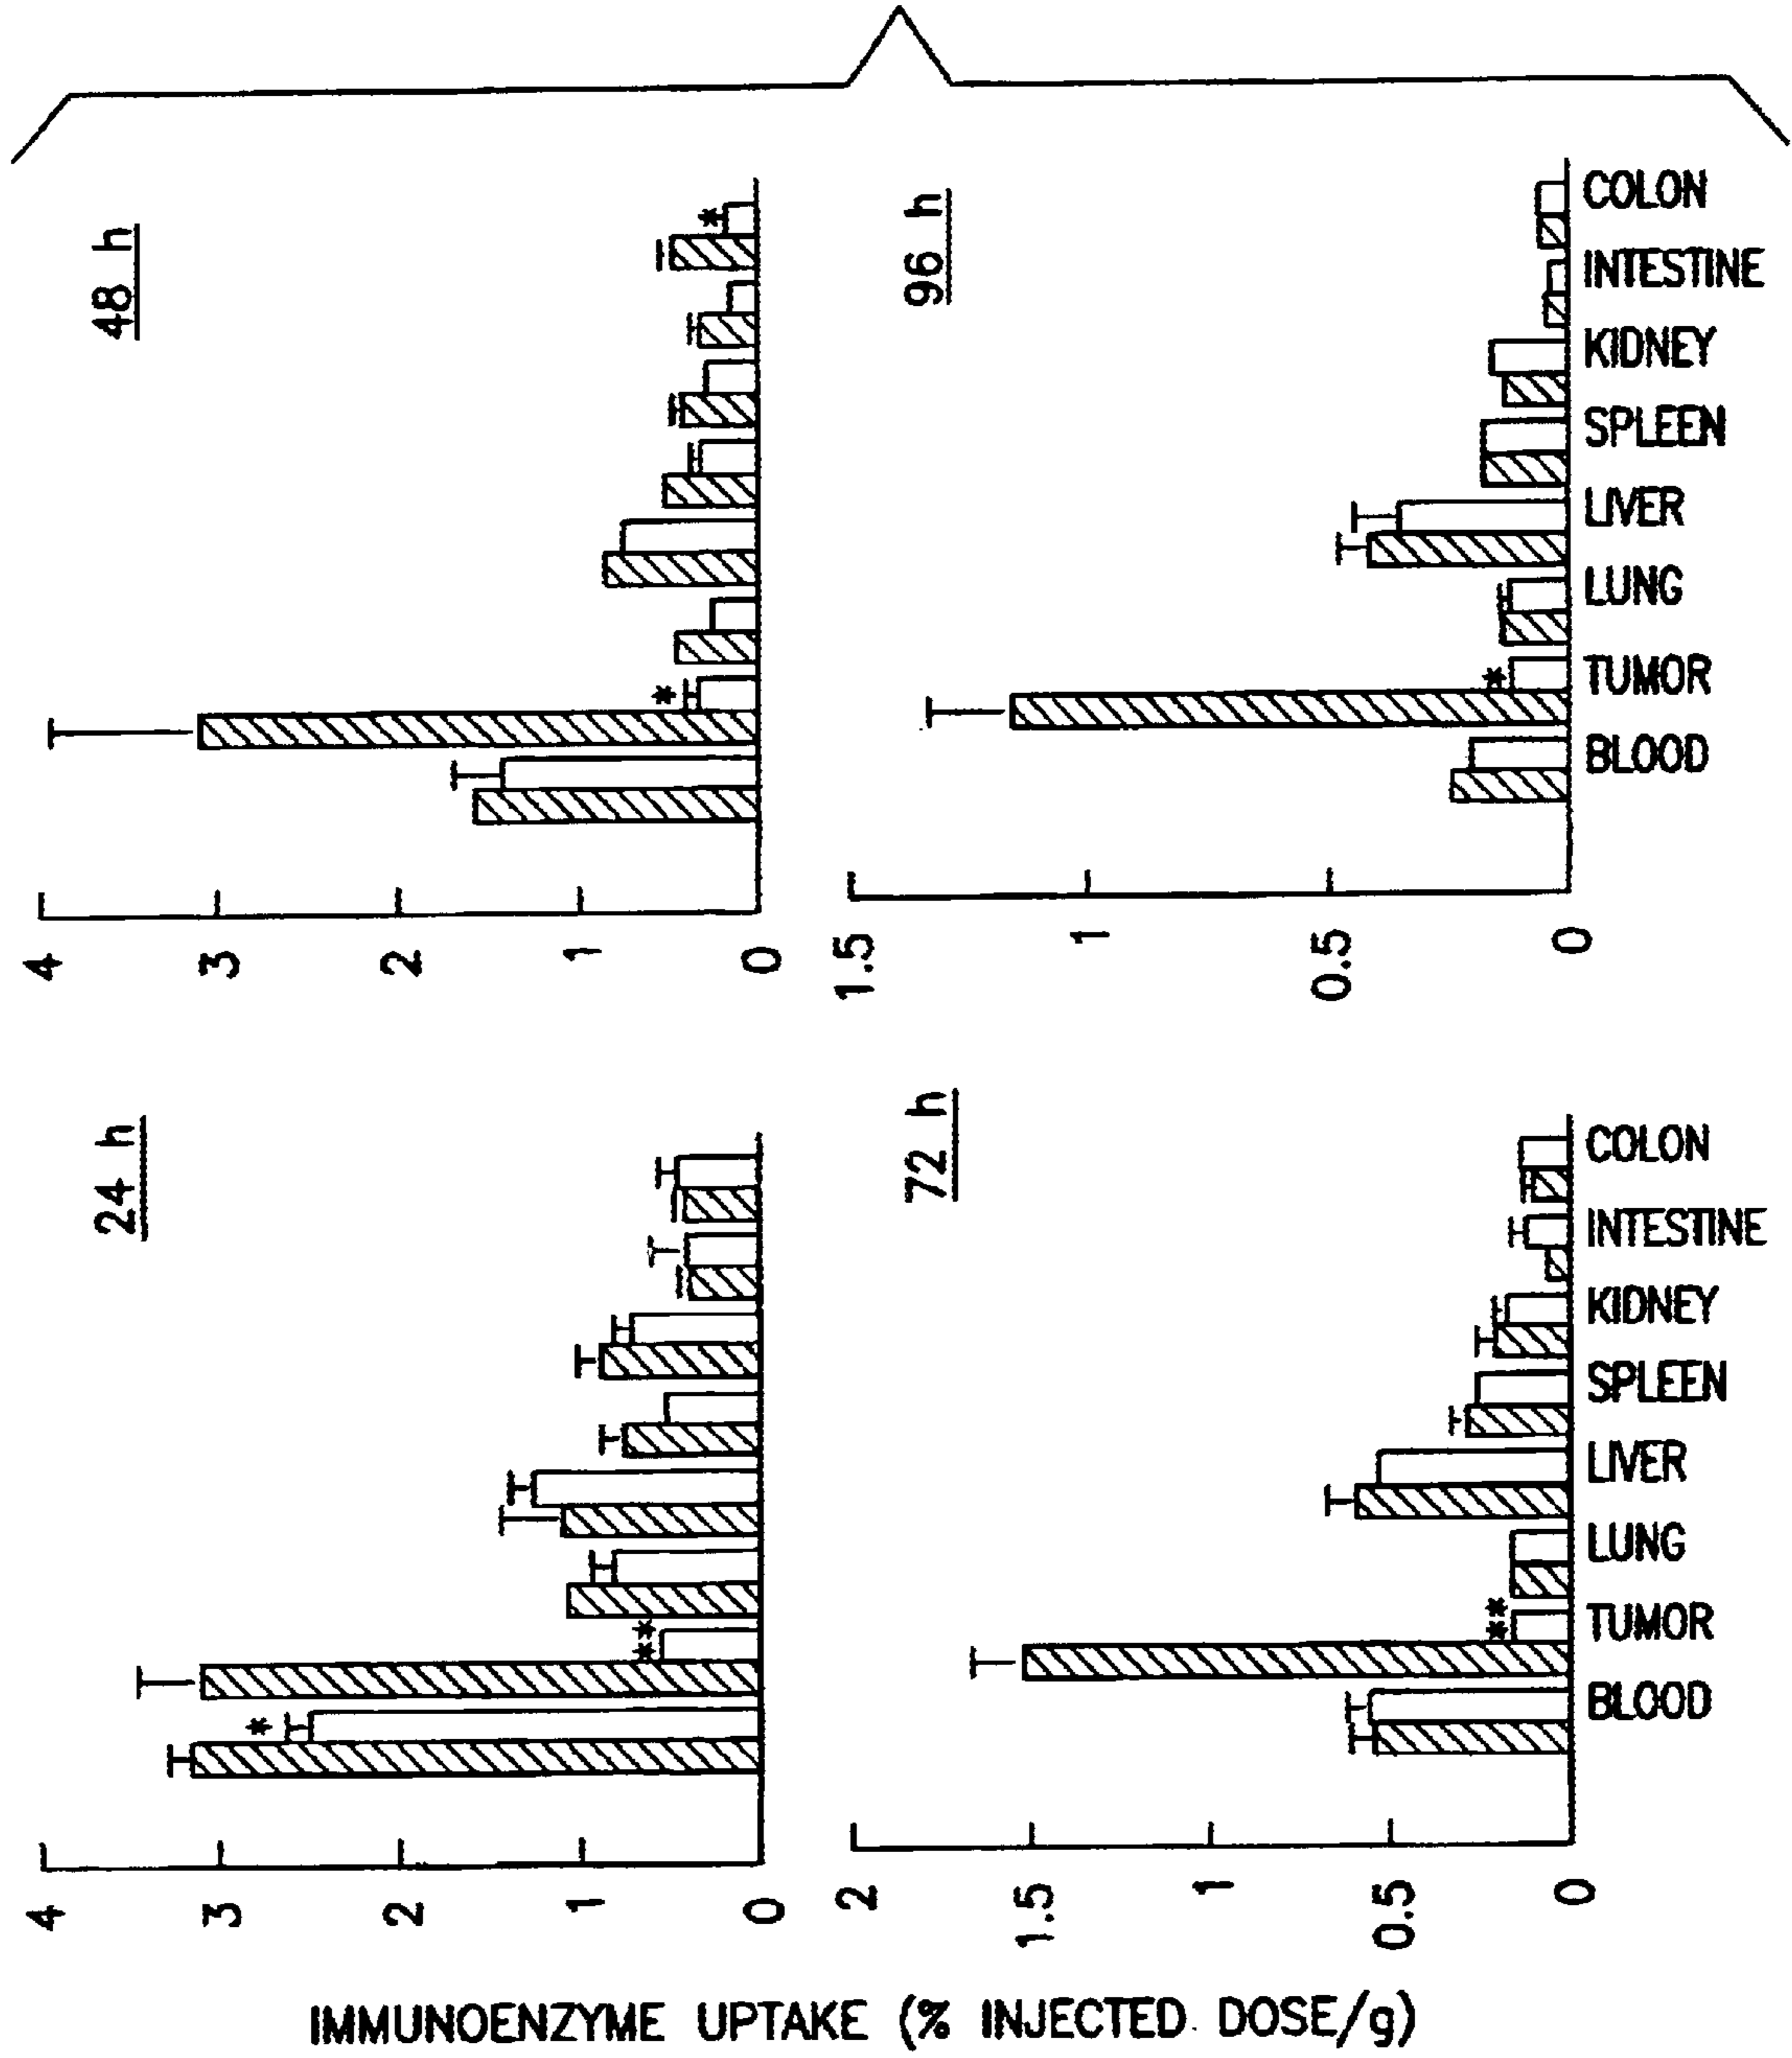 24 h
4
3
2
1
0
48 h
4
3
2
1
0
*
**
*
*
72 h
2
1.5
1
0.5
0
**
BLOOD
TUMOR
LUNG
LIVER
SPLEEN
KIDNEY
INTESTINE
COLON
96 h
1.5
1
0.5
0
*
BLOOD
TUMOR
LUNG
LIVER
SPLEEN
KIDNEY
INTESTINE
COLON
IMMUNOENZYME UPTAKE (% INJECTED DOSE/g)